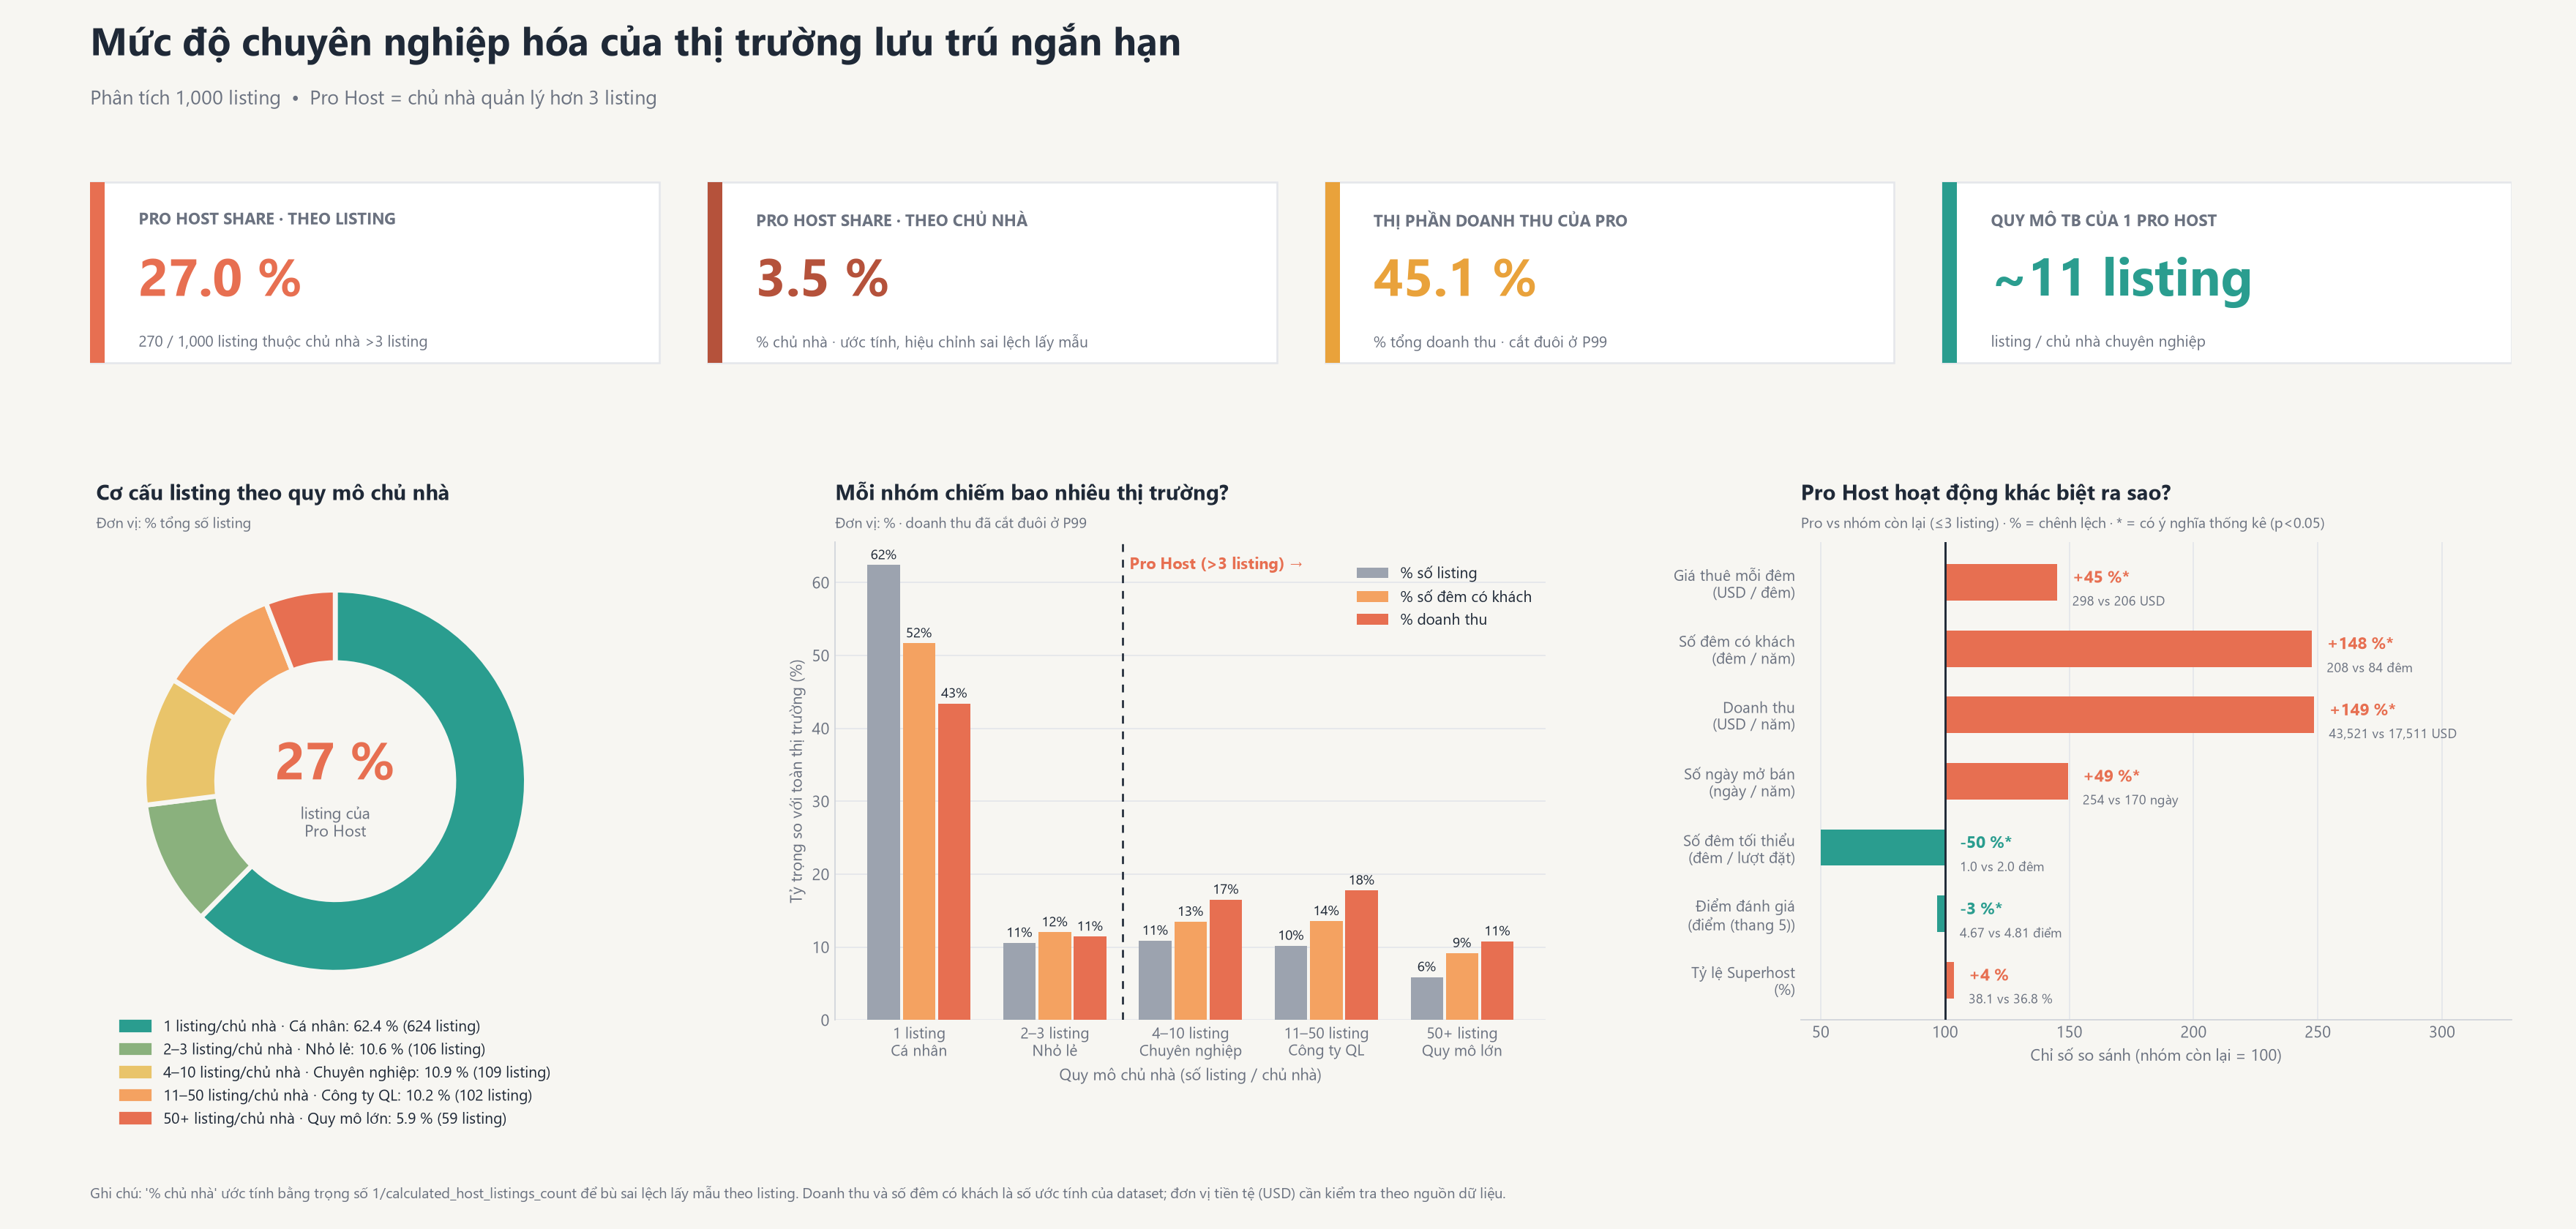 Mức độ chuyên nghiệp hóa của thị trường lưu trú ngắn hạn
Phân tích 1,000 listing • Pro Host = chủ nhà quản lý hơn 3 listing
PRO HOST SHARE · THEO LISTING
27.0 %
270 / 1,000 listing thuộc chủ nhà >3 listing
PRO HOST SHARE · THEO CHỦ NHÀ
3.5 %
% chủ nhà · ước tính, hiệu chỉnh sai lệch lấy mẫu
THỊ PHẦN DOANH THU CỦA PRO
45.1 %
% tổng doanh thu · cắt đuôi ở P99
QUY MÔ TB CỦA 1 PRO HOST
~11 listing
listing / chủ nhà chuyên nghiệp
Cơ cấu listing theo quy mô chủ nhà
Đơn vị: % tổng số listing
27 %
listing của
Pro Host
1 listing/chủ nhà · Cá nhân: 62.4 % (624 listing)
2–3 listing/chủ nhà · Nhỏ lẻ: 10.6 % (106 listing)
4–10 listing/chủ nhà · Chuyên nghiệp: 10.9 % (109 listing)
11–50 listing/chủ nhà · Công ty QL: 10.2 % (102 listing)
50+ listing/chủ nhà · Quy mô lớn: 5.9 % (59 listing)
Mỗi nhóm chiếm bao nhiêu thị trường?
Đơn vị: % · doanh thu đã cắt đuôi ở P99
Pro Host (>3 listing) →
% số listing
% số đêm có khách
% doanh thu
Tỷ trọng so với toàn thị trường (%)
60
50
40
30
20
10
0
62%
52%
43%
11%
12%
11%
11%
13%
17%
10%
14%
18%
6%
9%
11%
1 listing
Cá nhân
2–3 listing
Nhỏ lẻ
4–10 listing
Chuyên nghiệp
11–50 listing
Công ty QL
50+ listing
Quy mô lớn
Quy mô chủ nhà (số listing / chủ nhà)
Pro Host hoạt động khác biệt ra sao?
Pro vs nhóm còn lại (≤3 listing) · % = chênh lệch · * = có ý nghĩa thống kê (p<0.05)
Giá thuê mỗi đêm
(USD / đêm)
+45 %*
298 vs 206 USD
Số đêm có khách
(đêm / năm)
+148 %*
208 vs 84 đêm
Doanh thu
(USD / năm)
+149 %*
43,521 vs 17,511 USD
Số ngày mở bán
(ngày / năm)
+49 %*
254 vs 170 ngày
Số đêm tối thiểu
(đêm / lượt đặt)
-50 %*
1.0 vs 2.0 đêm
Điểm đánh giá
(điểm (thang 5))
-3 %*
4.67 vs 4.81 điểm
Tỷ lệ Superhost
(%)
+4 %
38.1 vs 36.8 %
50
100
150
200
250
300
Chỉ số so sánh (nhóm còn lại = 100)
Ghi chú: '% chủ nhà' ước tính bằng trọng số 1/calculated_host_listings_count để bù sai lệch lấy mẫu theo listing. Doanh thu và số đêm có khách là số ước tính của dataset; đơn vị tiền tệ (USD) cần kiểm tra theo nguồn dữ liệu.